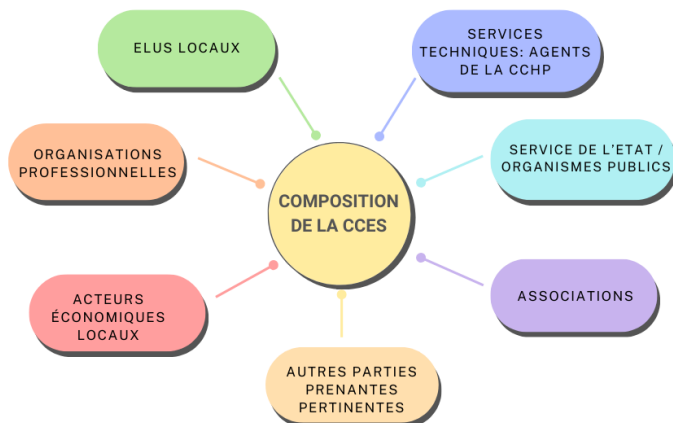 ELUS LOCAUX
SERVICES
TECHNIQUES: AGENTS
DE LA CCHP
ORGANISATIONS
PROFESSIONNELLES
SERVICE DE L'ETAT /
ORGANISMES PUBLICS
COMPOSITION
DE LA CCES
ACTEURS
ÉCONOMIQUES
LOCAUX
ASSOCIATIONS
AUTRES PARTIES
PRENANTES
PERTINENTES